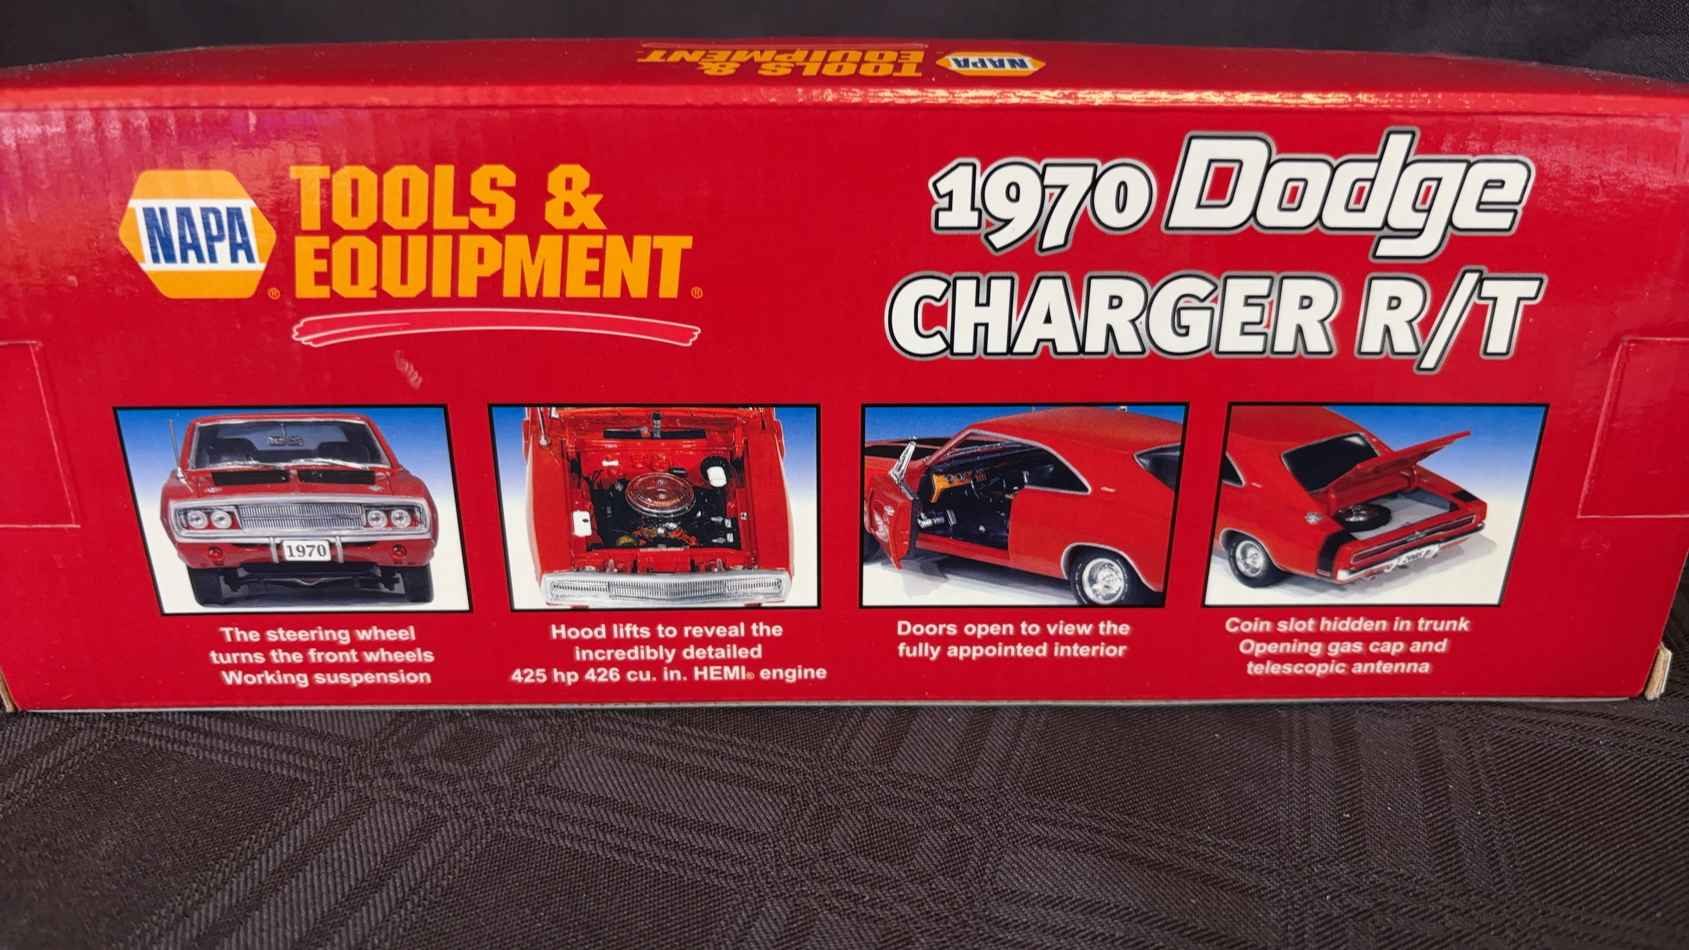 TOOLS &
EQUIPMENT
NAPA
NAPA
TOOLS &
EQUIPMENT
1970 Dodge
CHARGER R/T
1970
The steering wheel
turns the front wheels
Working suspension
Hood lifts to reveal the
incredibly detailed
425 hp 426 cu. in. HEMI® engine
Doors open to view the
fully appointed interior
Coin slot hidden in trunk
Opening gas cap and
telescopic antenna